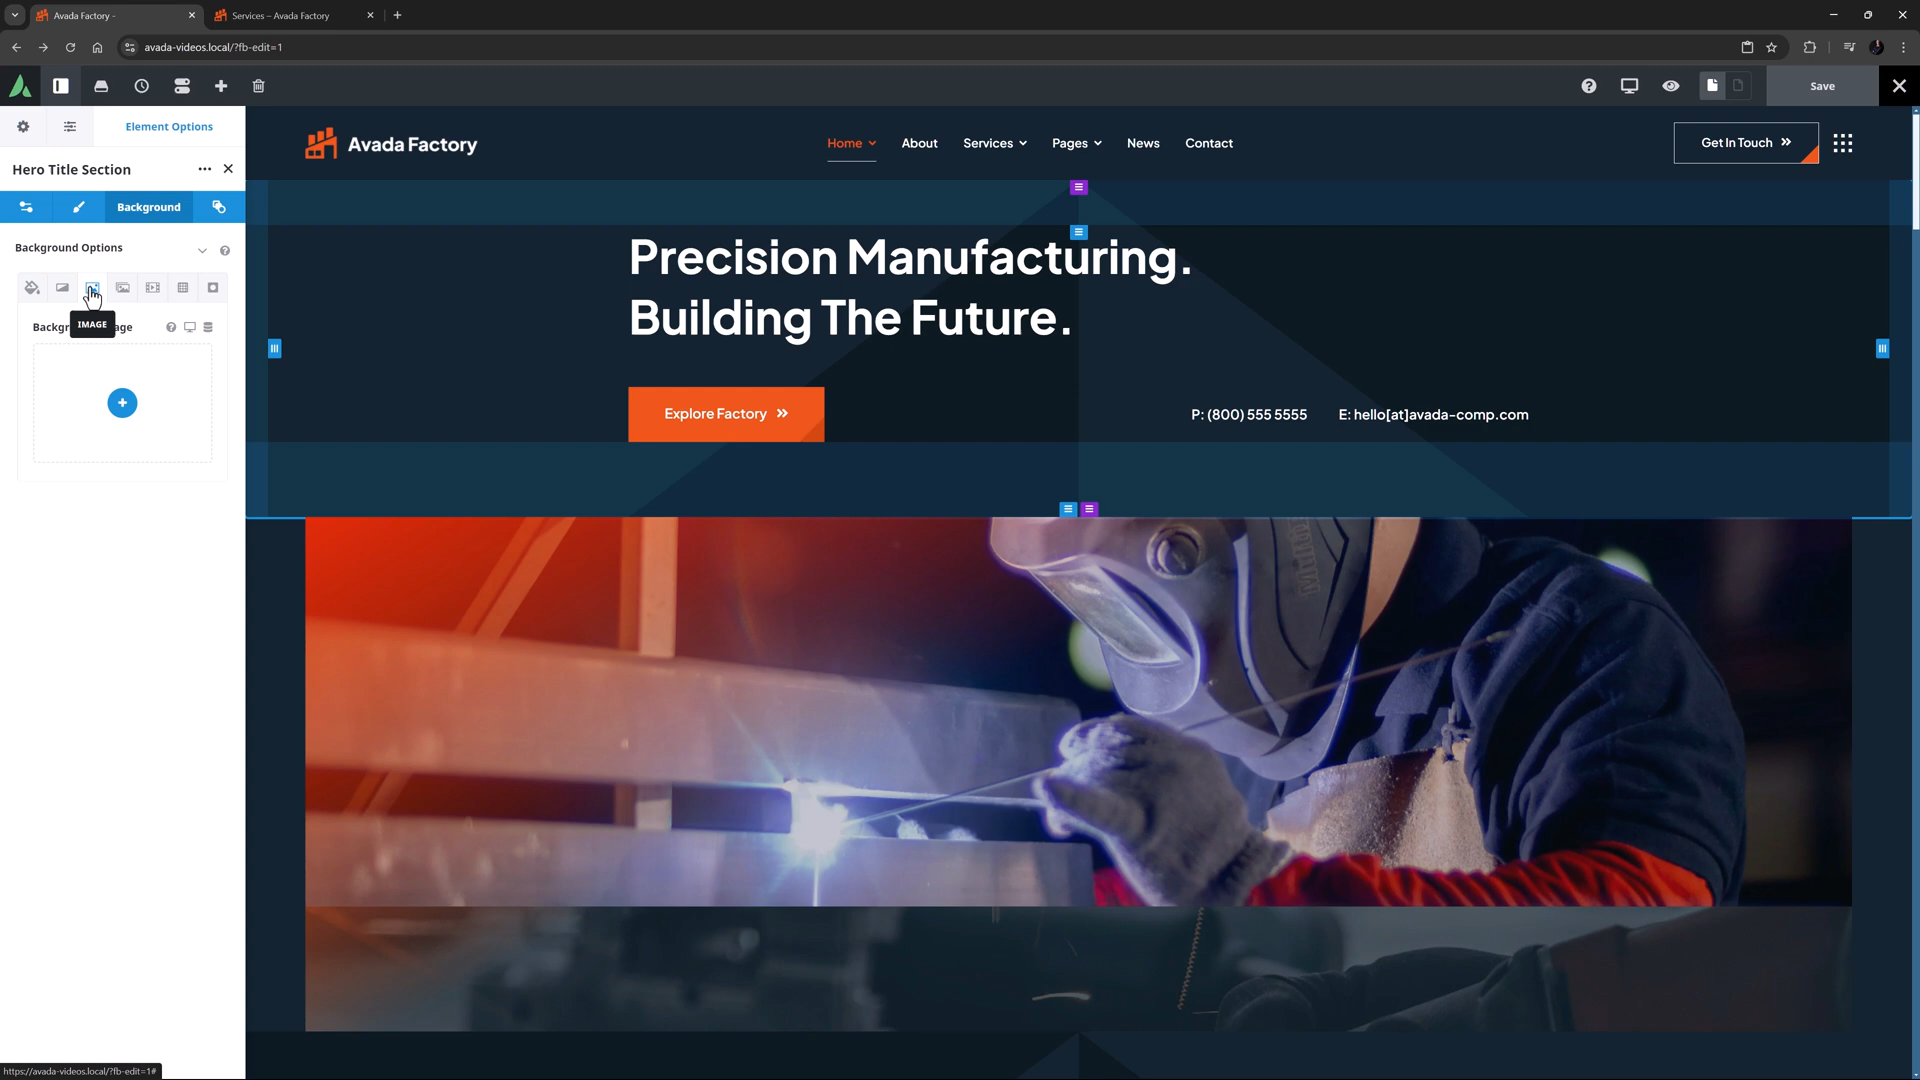 Avada Factory -
Services – Avada Factory
avada-videos.local/?fb-edit=1
Save
Element Options
Hero Title Section
Background
Background Options
Backgr
age
IMAGE
Avada Factory
Home
About
Services
Pages
News
Contact
Get In Touch
Precision Manufacturing.
Building The Future.
Explore Factory
P: (800) 555 5555
E: hello[at]avada-comp.com
https://avada-videos.local/?fb-edit=1#